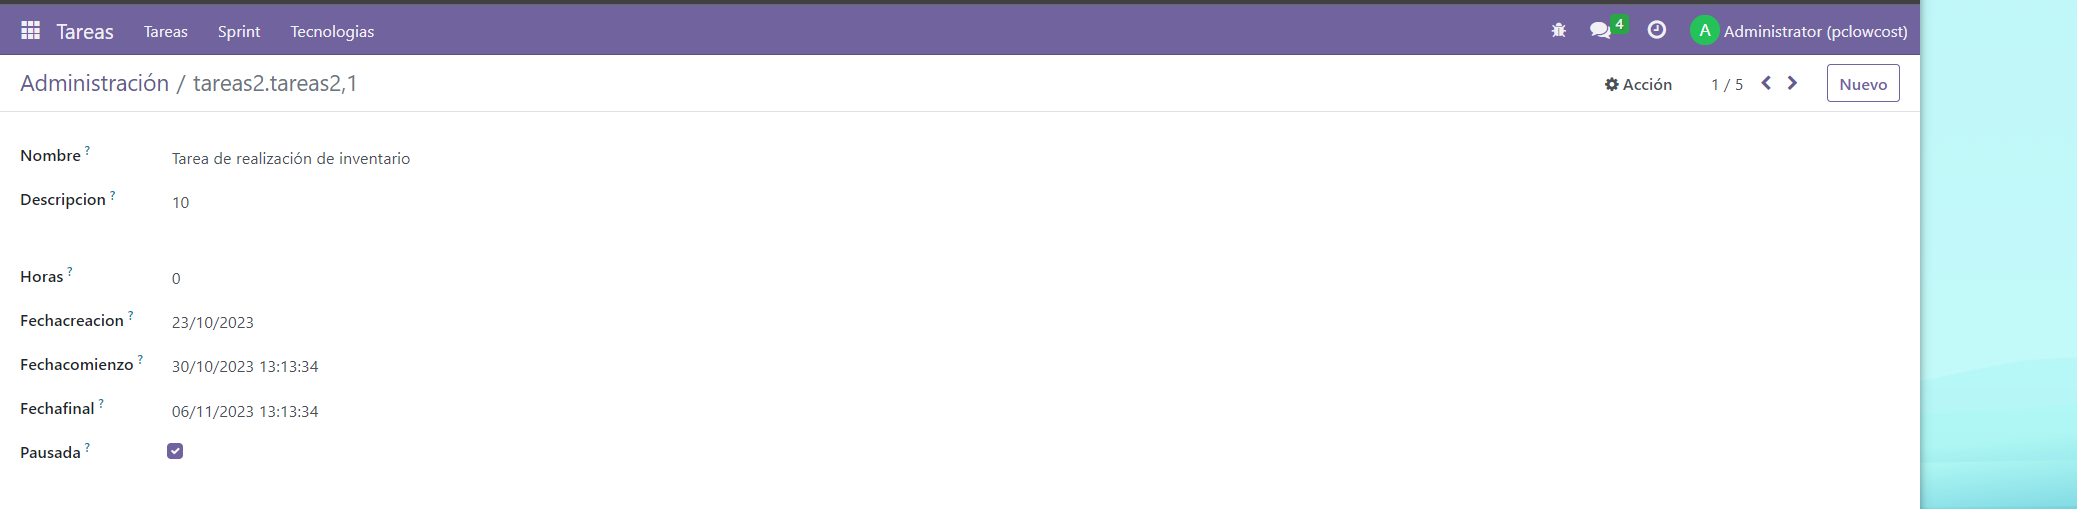 Tareas Tareas Sprint Tecnologias 4 A Administrator (pclowcost)
Administración / tareas2.tareas2,1 Acción 1 / 5 Nuevo
Nombre ? Tarea de realización de inventario
Descripcion ? 10
Horas ? 0
Fechacreacion ? 23/10/2023
Fechacomienzo ? 30/10/2023 13:13:34
Fechafinal ? 06/11/2023 13:13:34
Pausada ?